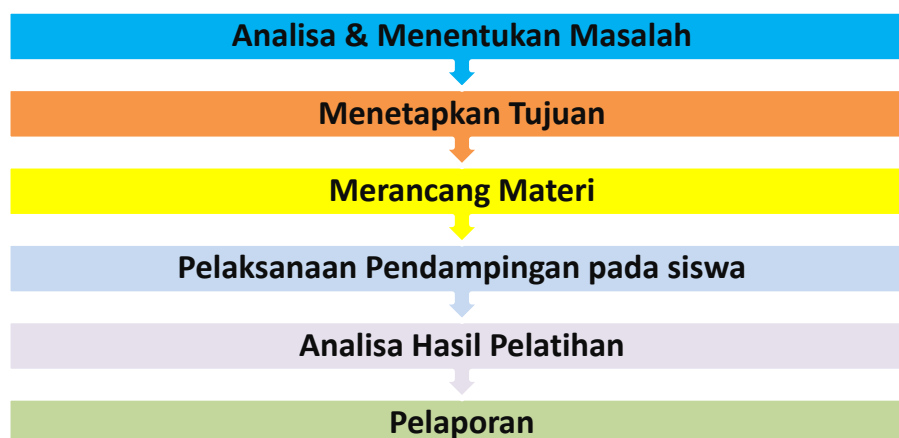 Analisa & Menentukan Masalah
Menetapkan Tujuan
Merancang Materi
Pelaksanaan Pendampingan pada siswa
Analisa Hasil Pelatihan
Pelaporan